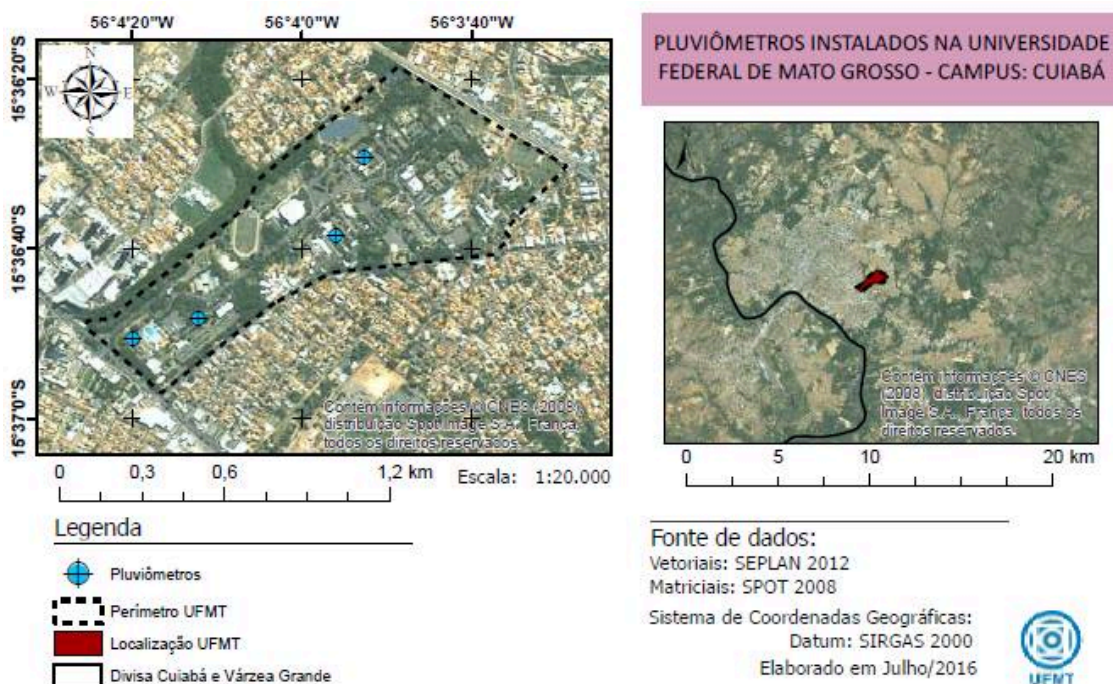 56°4'20"W 56°4'0"W 56°3'40"W
15°36'20"S
15°36'40"S
15°37'0"S
N
W E
S
Contém informações © CNES (2008),
distribuição Spot Image S.A., França,
todos os direitos reservados.
0 0,3 0,6 1,2 km
Escala: 1:20.000
Legenda
Pluviômetros
Perímetro UFMT
Localização UFMT
Divisa Cuiabá e Várzea Grande
PLUVIÔMETROS INSTALADOS NA UNIVERSIDADE
FEDERAL DE MATO GROSSO - CAMPUS: CUIABÁ
Contém informações © CNES
(2008), distribuição Spot
Image S.A., França, todos os
direitos reservados.
0 5 10 20 km
Fonte de dados:
Vetoriais: SEPLAN 2012
Matriciais: SPOT 2008
Sistema de Coordenadas Geográficas:
Datum: SIRGAS 2000
Elaborado em Julho/2016
UFMT